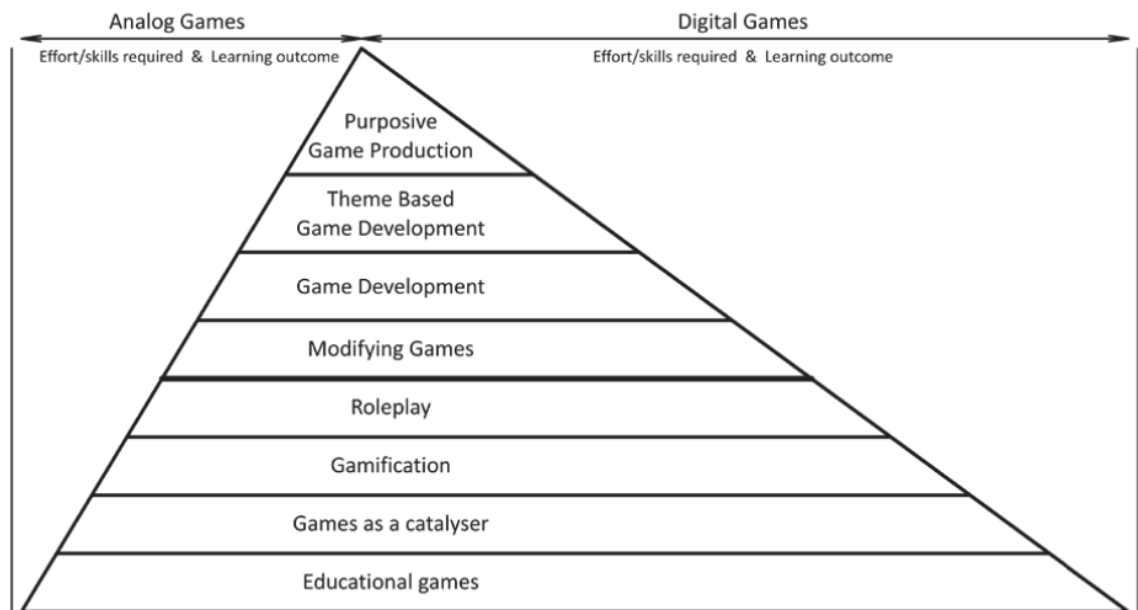 Analog Games
Digital Games
Effort/skills required & Learning outcome
Effort/skills required & Learning outcome
Purposive
Game Production
Theme Based
Game Development
Game Development
Modifying Games
Roleplay
Gamification
Games as a catalyser
Educational games